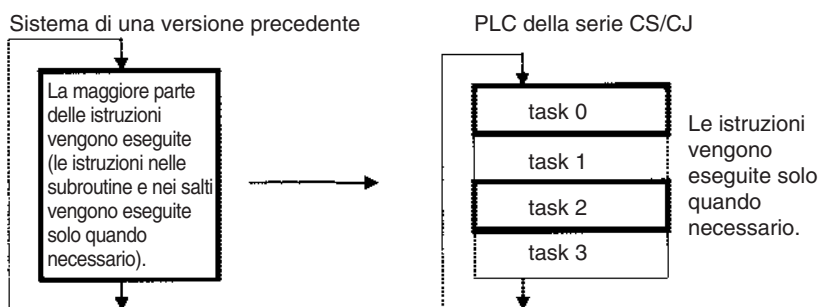 Sistema di una versione precedente
La maggiore parte
delle istruzioni
vengono eseguite
(le istruzioni nelle
subroutine e nei salti
vengono eseguite
solo quando
necessario).
PLC della serie CS/CJ
task 0
task 1
task 2
task 3
Le istruzioni
vengono
eseguite solo
quando
necessario.